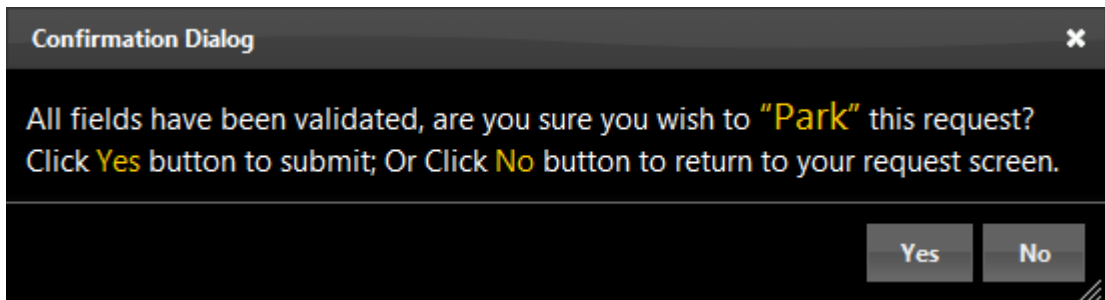 Confirmation Dialog
All fields have been validated, are you sure you wish to “Park” this request?
Click Yes button to submit; Or Click No button to return to your request screen.
Yes No